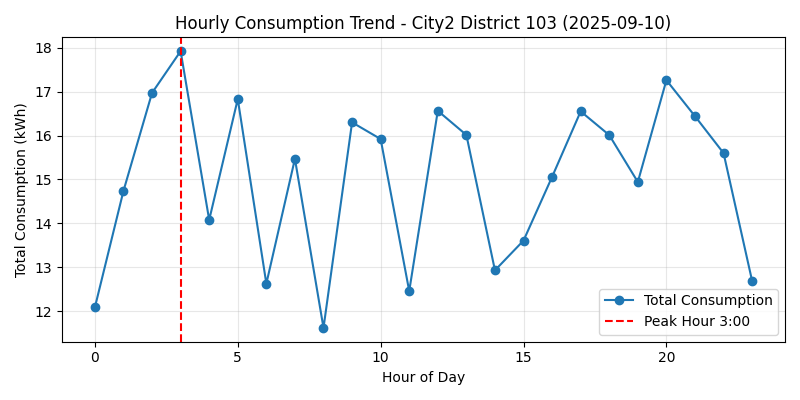 Hourly Consumption Trend - City2 District 103 (2025-09-10)
Total Consumption (kWh)
18
17
16
15
14
13
12
0
5
10
15
20
Hour of Day
Total Consumption
Peak Hour 3:00